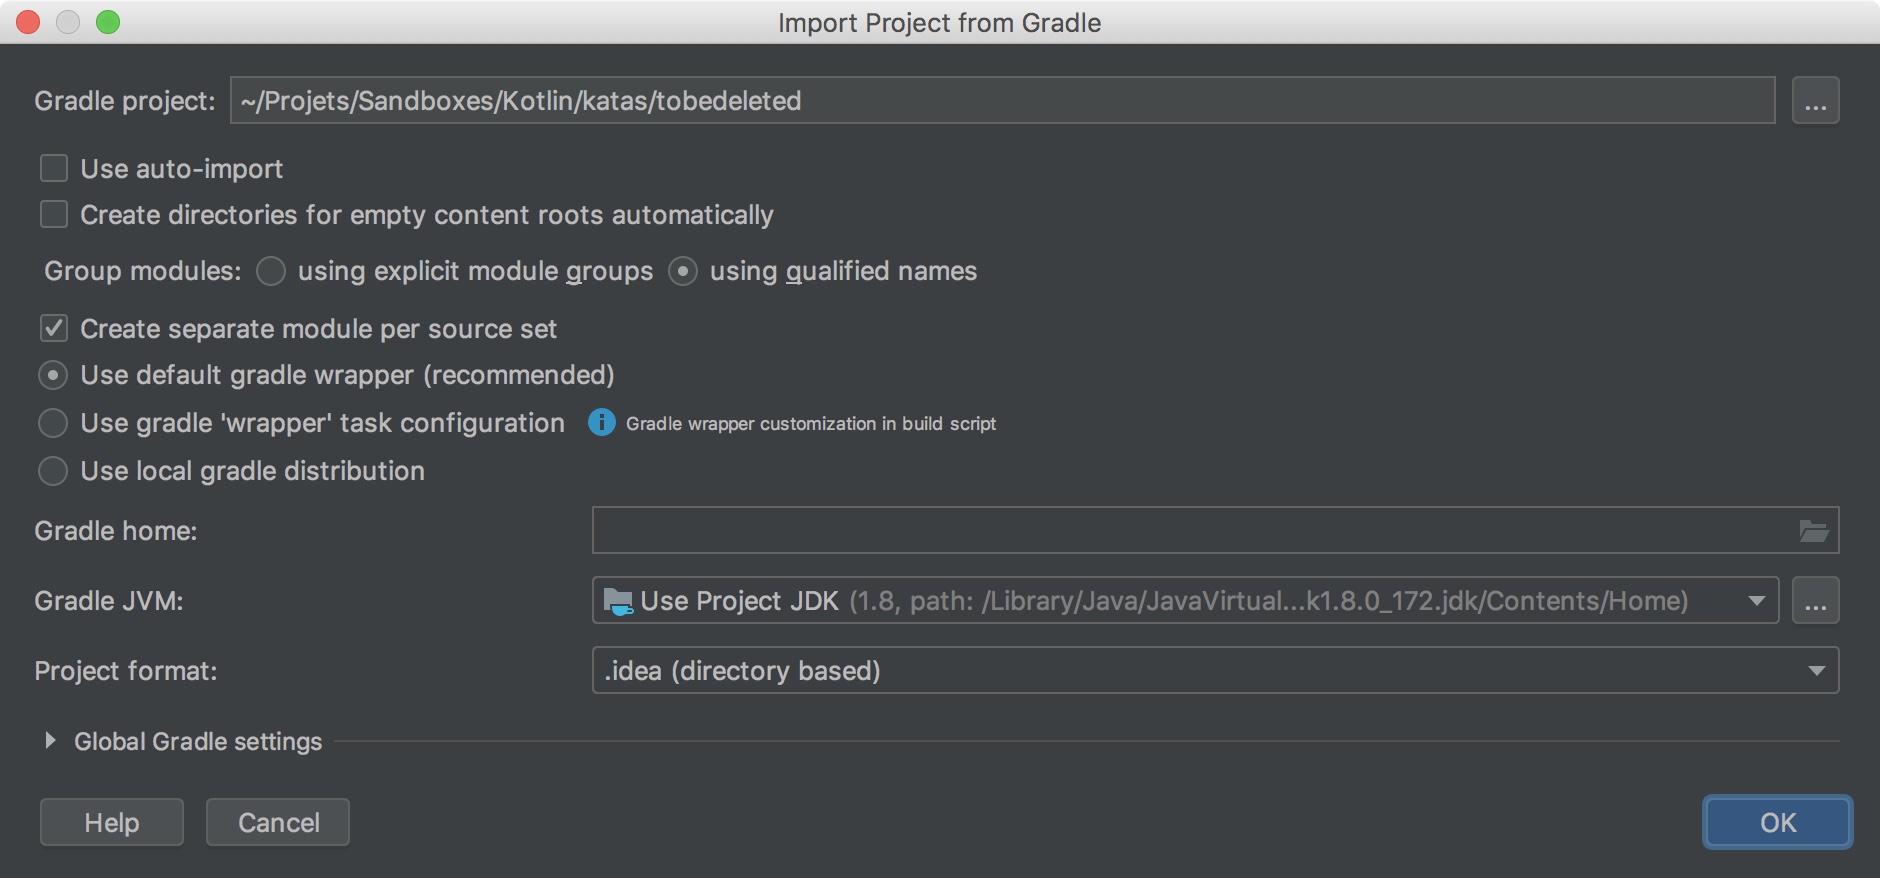 Import Project from Gradle
Gradle project: ~/Projets/Sandboxes/Kotlin/katas/tobedeleted ...
Use auto-import
Create directories for empty content roots automatically
Group modules: using explicit module groups using qualified names
Create separate module per source set
Use default gradle wrapper (recommended)
Use gradle 'wrapper' task configuration i Gradle wrapper customization in build script
Use local gradle distribution
Gradle home:
Gradle JVM: Use Project JDK (1.8, path: /Library/Java/JavaVirtual...k1.8.0_172.jdk/Contents/Home) ...
Project format: .idea (directory based)
Global Gradle settings
Help Cancel OK